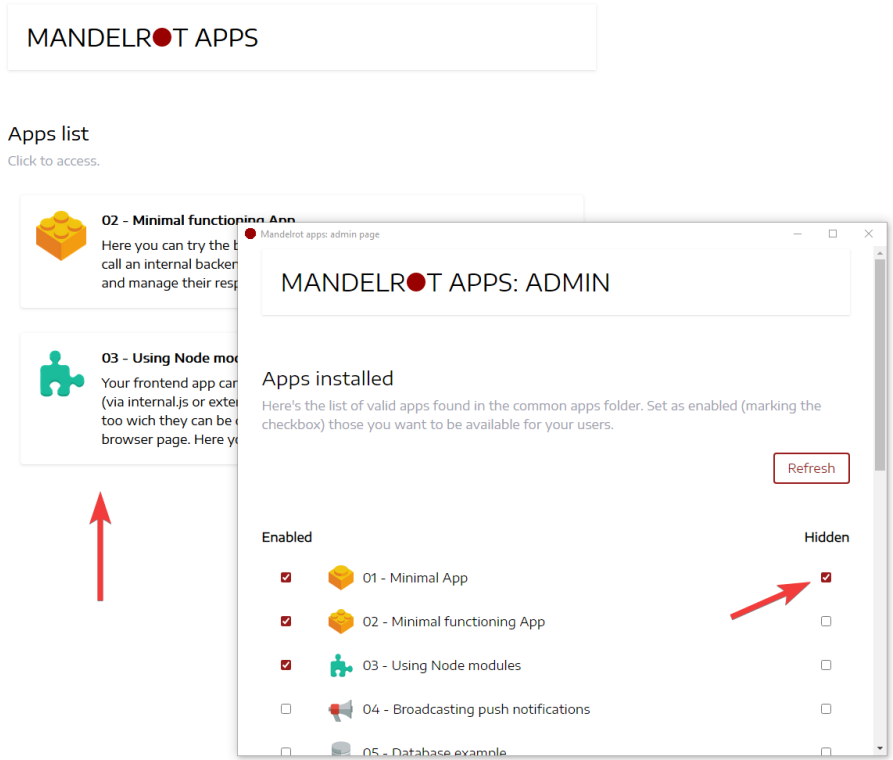 MANDELR●T APPS
Apps list
Click to access.
02 - Minimal functioning App
Here you can try the b
call an internal backen
and manage their resp
03 - Using Node mod
Your frontend app can
(via internal.js or exter
too wich they can be
browser page. Here yo
Mandelrot apps: admin page
MANDELR●T APPS: ADMIN
Apps installed
Here's the list of valid apps found in the common apps folder. Set as enabled (marking the
checkbox) those you want to be available for your users.
Refresh
Enabled Hidden
01 - Minimal App
02 - Minimal functioning App
03 - Using Node modules
04 - Broadcasting push notifications
05 - Database example